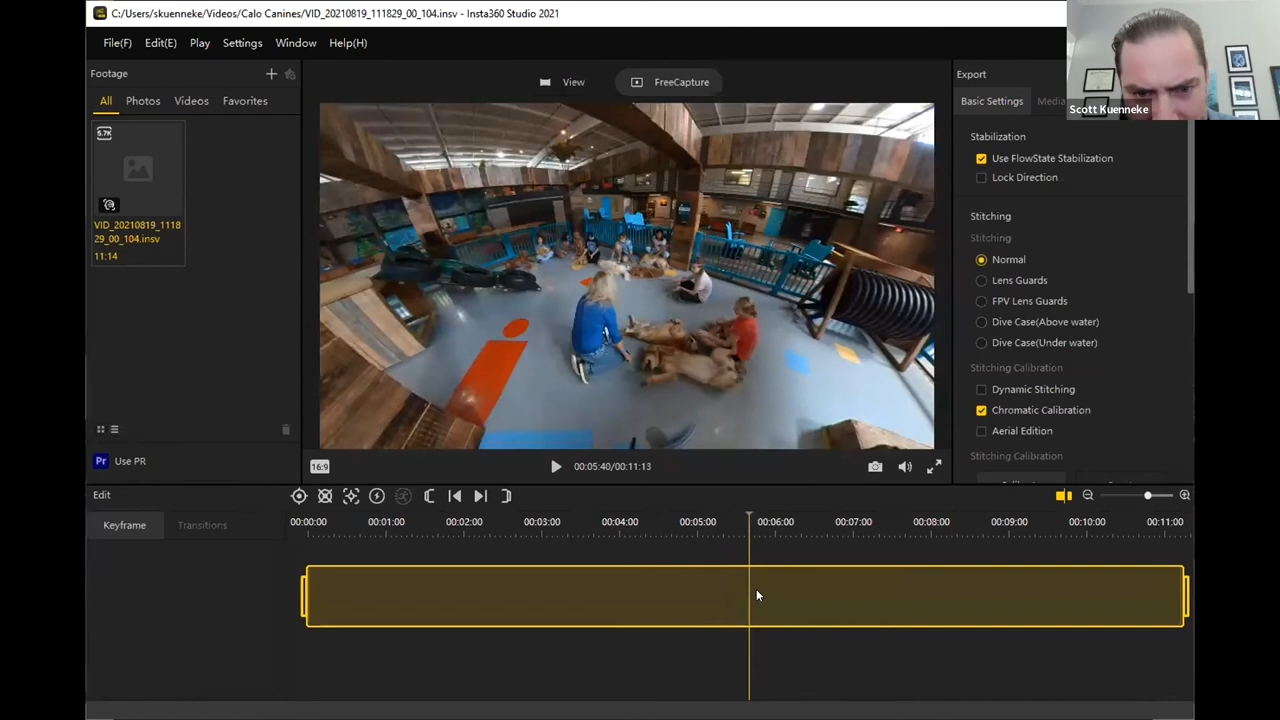 C:/Users/skuenneke/Videos/Calo Canines/VID_20210819_111829_00_104.insv - Insta360 Studio 2021
File(F) Edit(E) Play Settings Window Help(H)
Footage
All Photos Videos Favorites
5.7K
VID_20210819_1118
29_00_104.insv
11:14
Pr Use PR
View FreeCapture
16:9
00:05:40/00:11:13
Export
Basic Settings Media
Scott Kuenneke
Stabilization
Use FlowState Stabilization
Lock Direction
Stitching
Stitching
Normal
Lens Guards
FPV Lens Guards
Dive Case(Above water)
Dive Case(Under water)
Stitching Calibration
Dynamic Stitching
Chromatic Calibration
Aerial Edition
Stitching Calibration
Edit
Keyframe Transitions
00:00:00 00:01:00 00:02:00 00:03:00 00:04:00 00:05:00 00:06:00 00:07:00 00:08:00 00:09:00 00:10:00 00:11:00